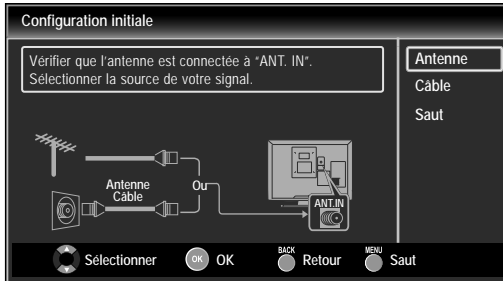 Configuration initiale
Vérifier que l'antenne est connectée à "ANT. IN".
Sélectionner la source de votre signal.
Antenne
Câble
Saut
Antenne
Câble
Ou
ANT.IN
Sélectionner
OK OK
BACK
Retour
MENU
Saut